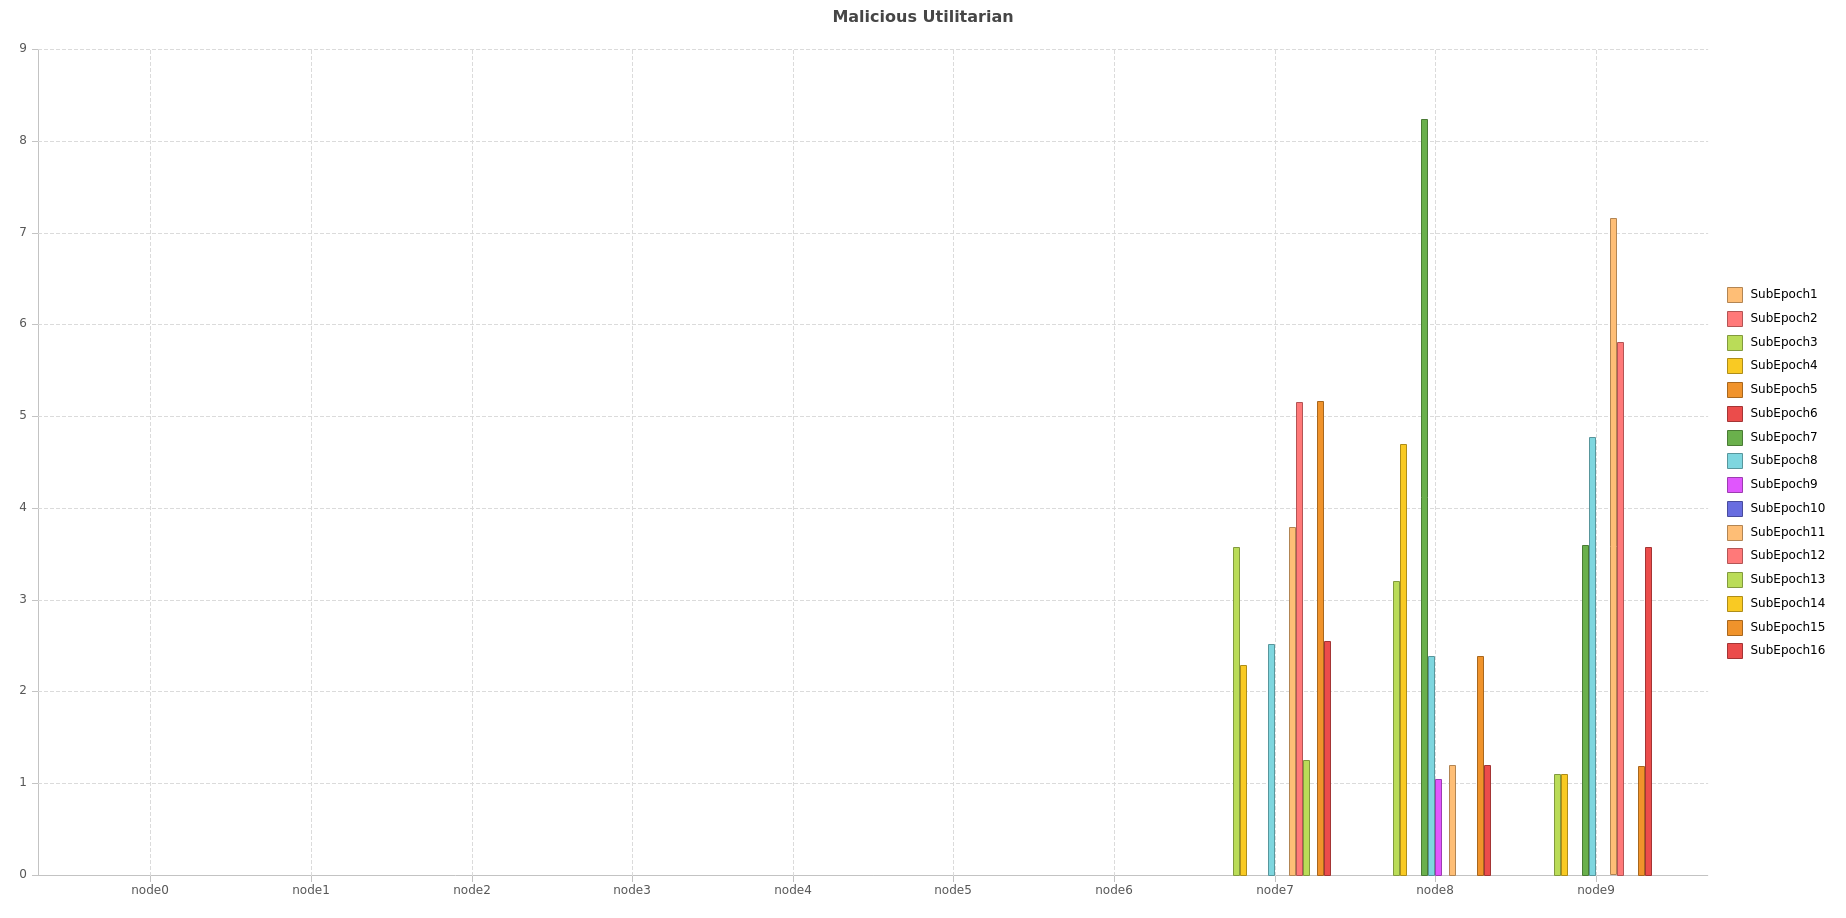 Malicious Utilitarian
9
8
7
6
5
4
3
2
1
0
node0 node1 node2 node3 node4 node5 node6 node7 node8 node9
SubEpoch1
SubEpoch2
SubEpoch3
SubEpoch4
SubEpoch5
SubEpoch6
SubEpoch7
SubEpoch8
SubEpoch9
SubEpoch10
SubEpoch11
SubEpoch12
SubEpoch13
SubEpoch14
SubEpoch15
SubEpoch16